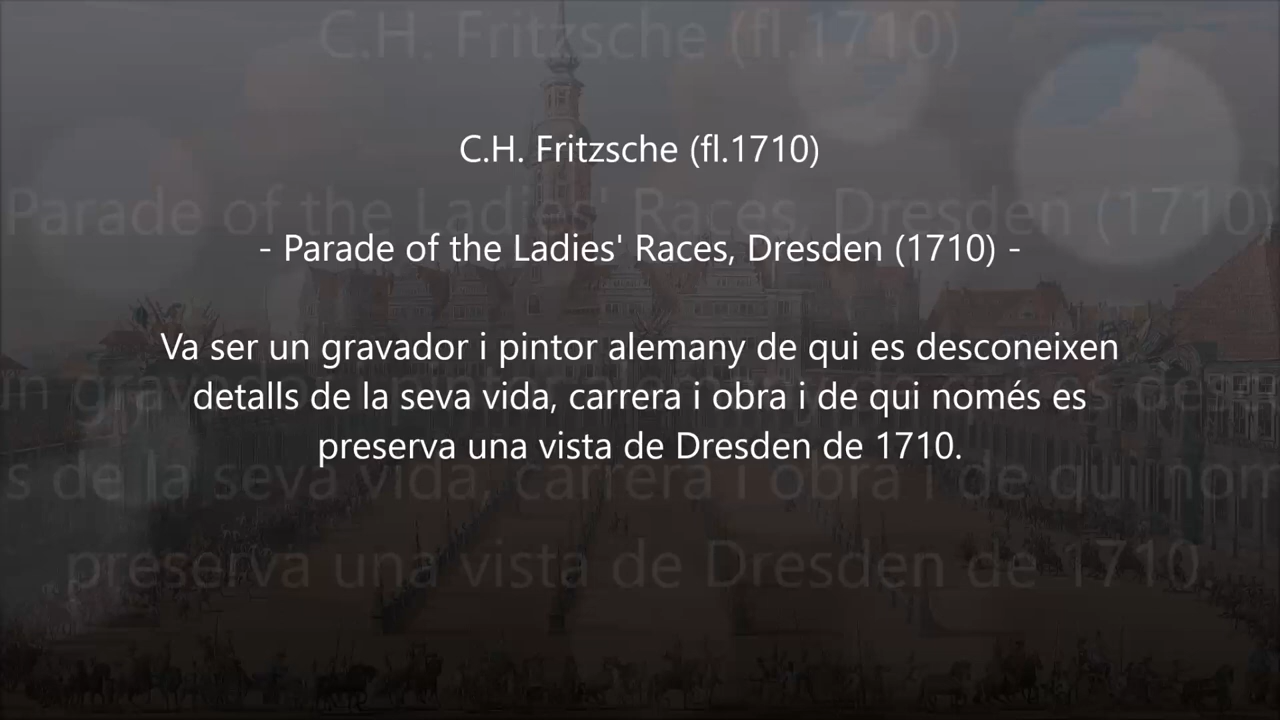 C.H. Fritzsche (fl.1710)
- Parade of the Ladies' Races, Dresden (1710) -
Va ser un gravador i pintor alemany de qui es desconeixen
detalls de la seva vida, carrera i obra i de qui només es
preserva una vista de Dresden de 1710.